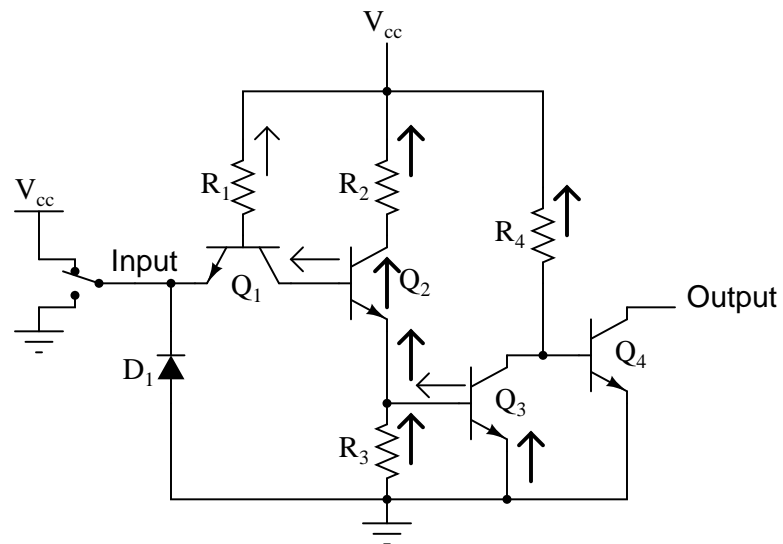 Vcc
Vcc
R1
R2
R4
Input
Q1
Q2
Output
D1
Q3
Q4
R3